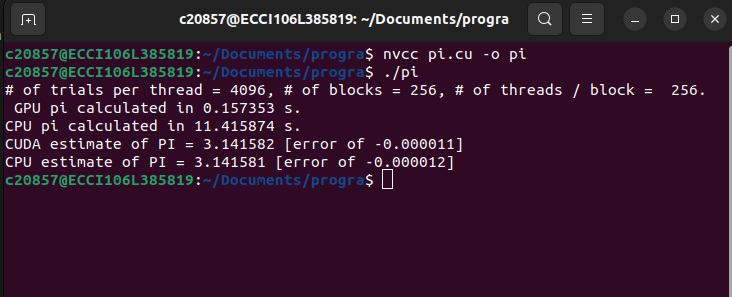 c20857@ECCI106L385819: ~/Documents/progra
c20857@ECCI106L385819:~/Documents/progra$ nvcc pi.cu -o pi
c20857@ECCI106L385819:~/Documents/progra$ ./pi
# of trials per thread = 4096, # of blocks = 256, # of threads / block =  256.
 GPU pi calculated in 0.157353 s.
CPU pi calculated in 11.415874 s.
CUDA estimate of PI = 3.141582 [error of -0.000011]
CPU estimate of PI = 3.141581 [error of -0.000012]
c20857@ECCI106L385819:~/Documents/progra$